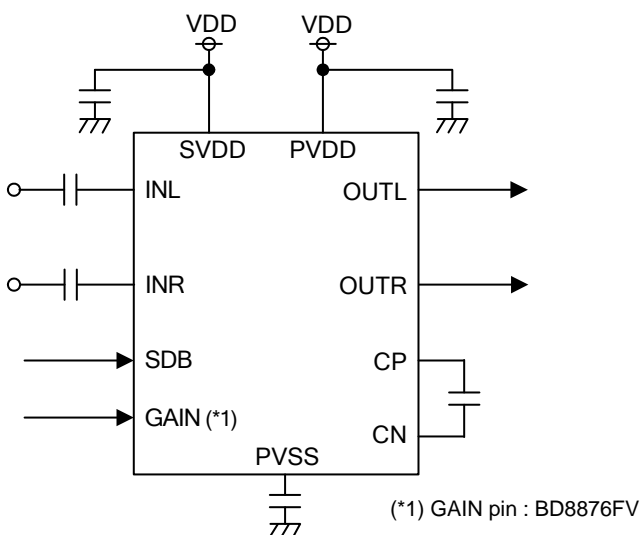 VDD VDD
SVDD PVDD
INL OUTL
INR OUTR
SDB CP
GAIN (*1) CN
PVSS
(*1) GAIN pin : BD8876FV